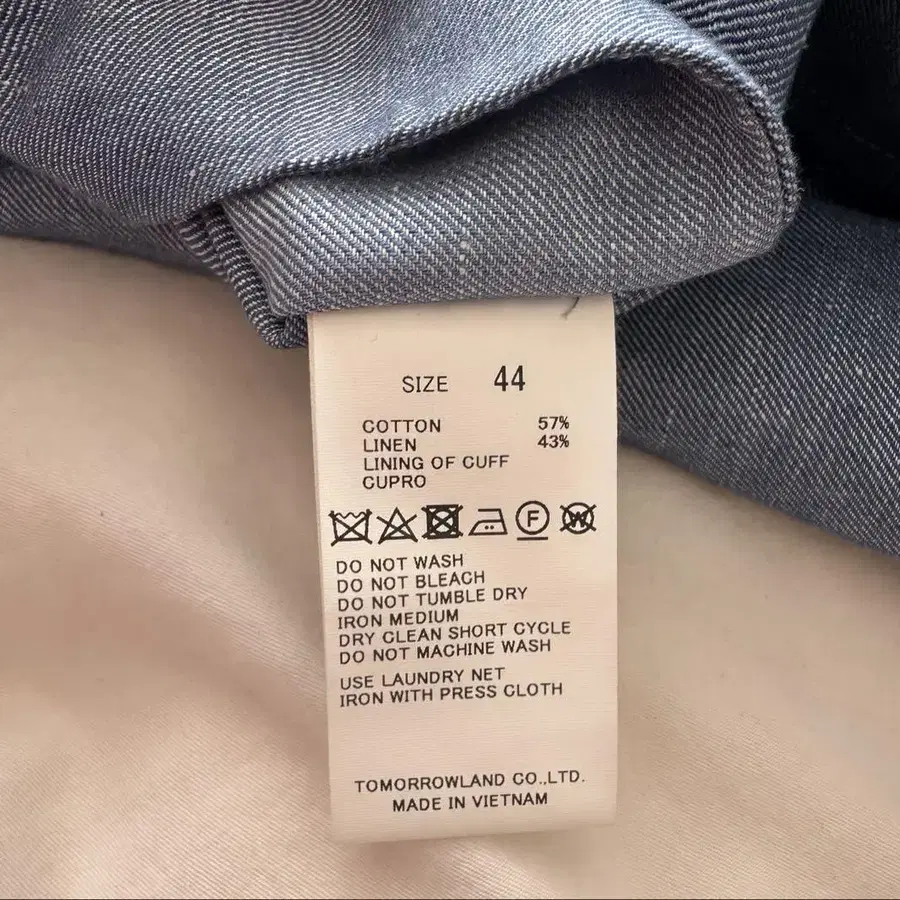 SIZE 44
COTTON 57%
LINEN 43%
LINING OF CUFF
CUPRO
F W
DO NOT WASH
DO NOT BLEACH
DO NOT TUMBLE DRY
IRON MEDIUM
DRY CLEAN SHORT CYCLE
DO NOT MACHINE WASH
USE LAUNDRY NET
IRON WITH PRESS CLOTH
TOMORROWLAND CO.,LTD.
MADE IN VIETNAM